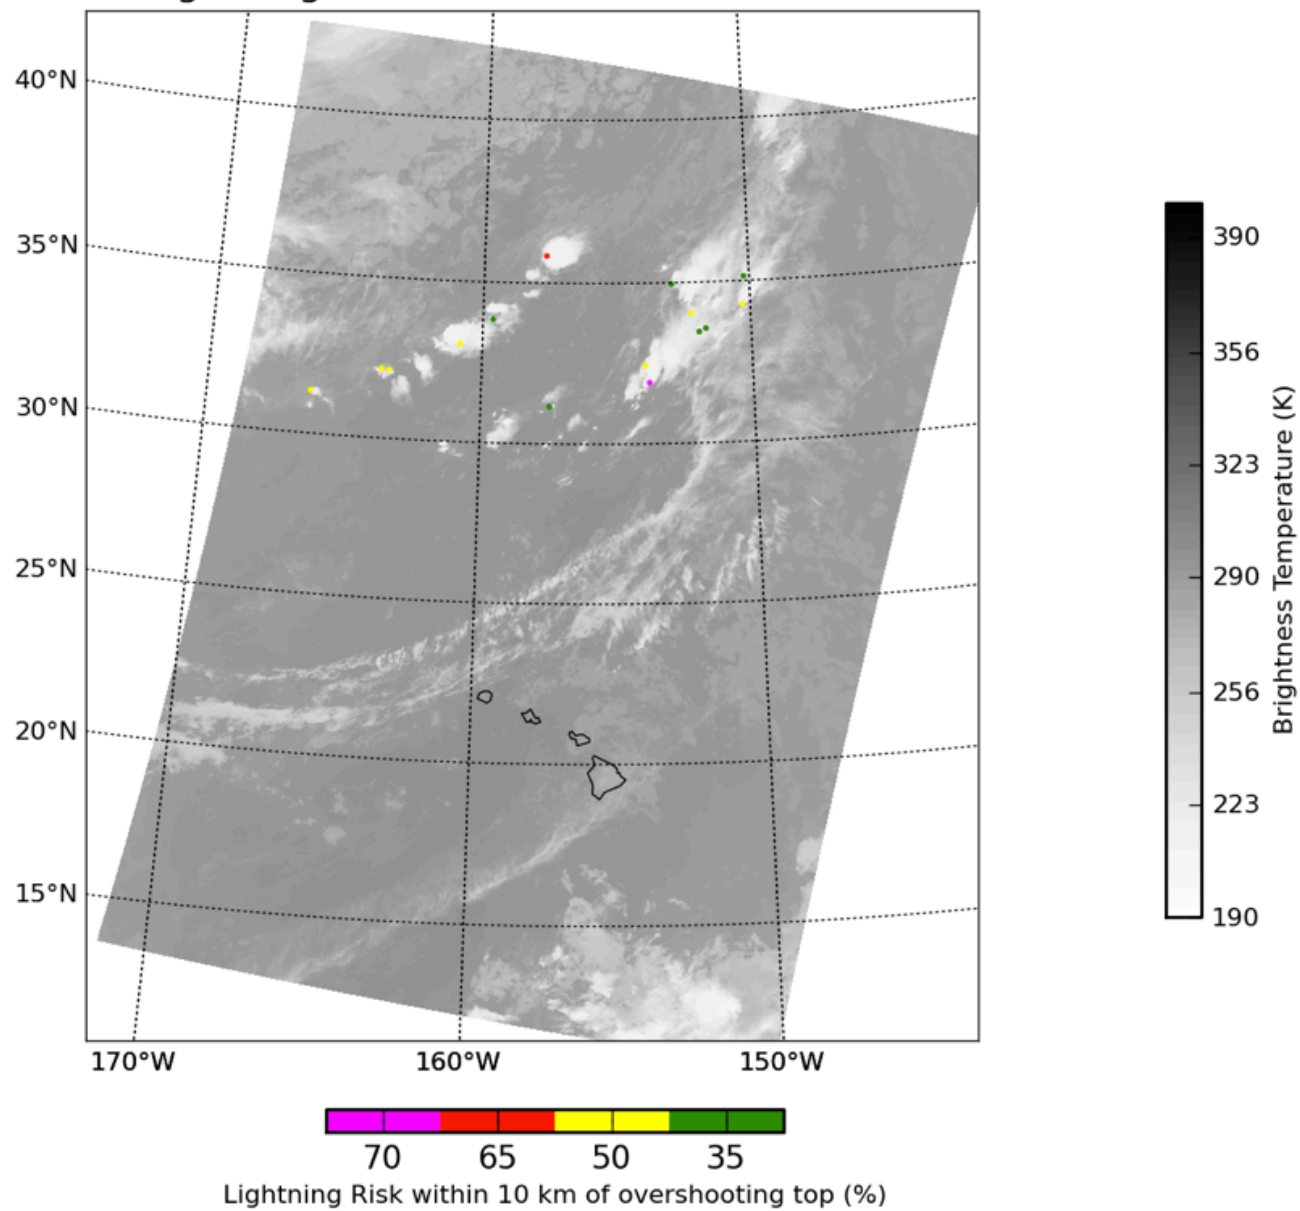 40°N
35°N
30°N
25°N
20°N
15°N
170°W 160°W 150°W
390
356
323
290
256
223
190
Brightness Temperature (K)
70 65 50 35
Lightning Risk within 10 km of overshooting top (%)